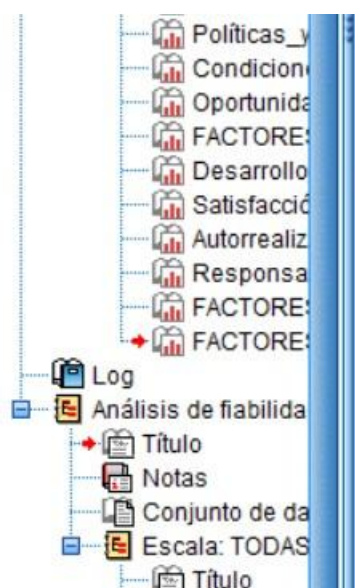 Políticas_y
Condicion
Oportunida
FACTORES
Desarrollo
Satisfacció
Autorrealiz
Responsa
FACTORES
FACTORES
Log
Análisis de fiabilida
Título
Notas
Conjunto de da
Escala: TODAS
Título